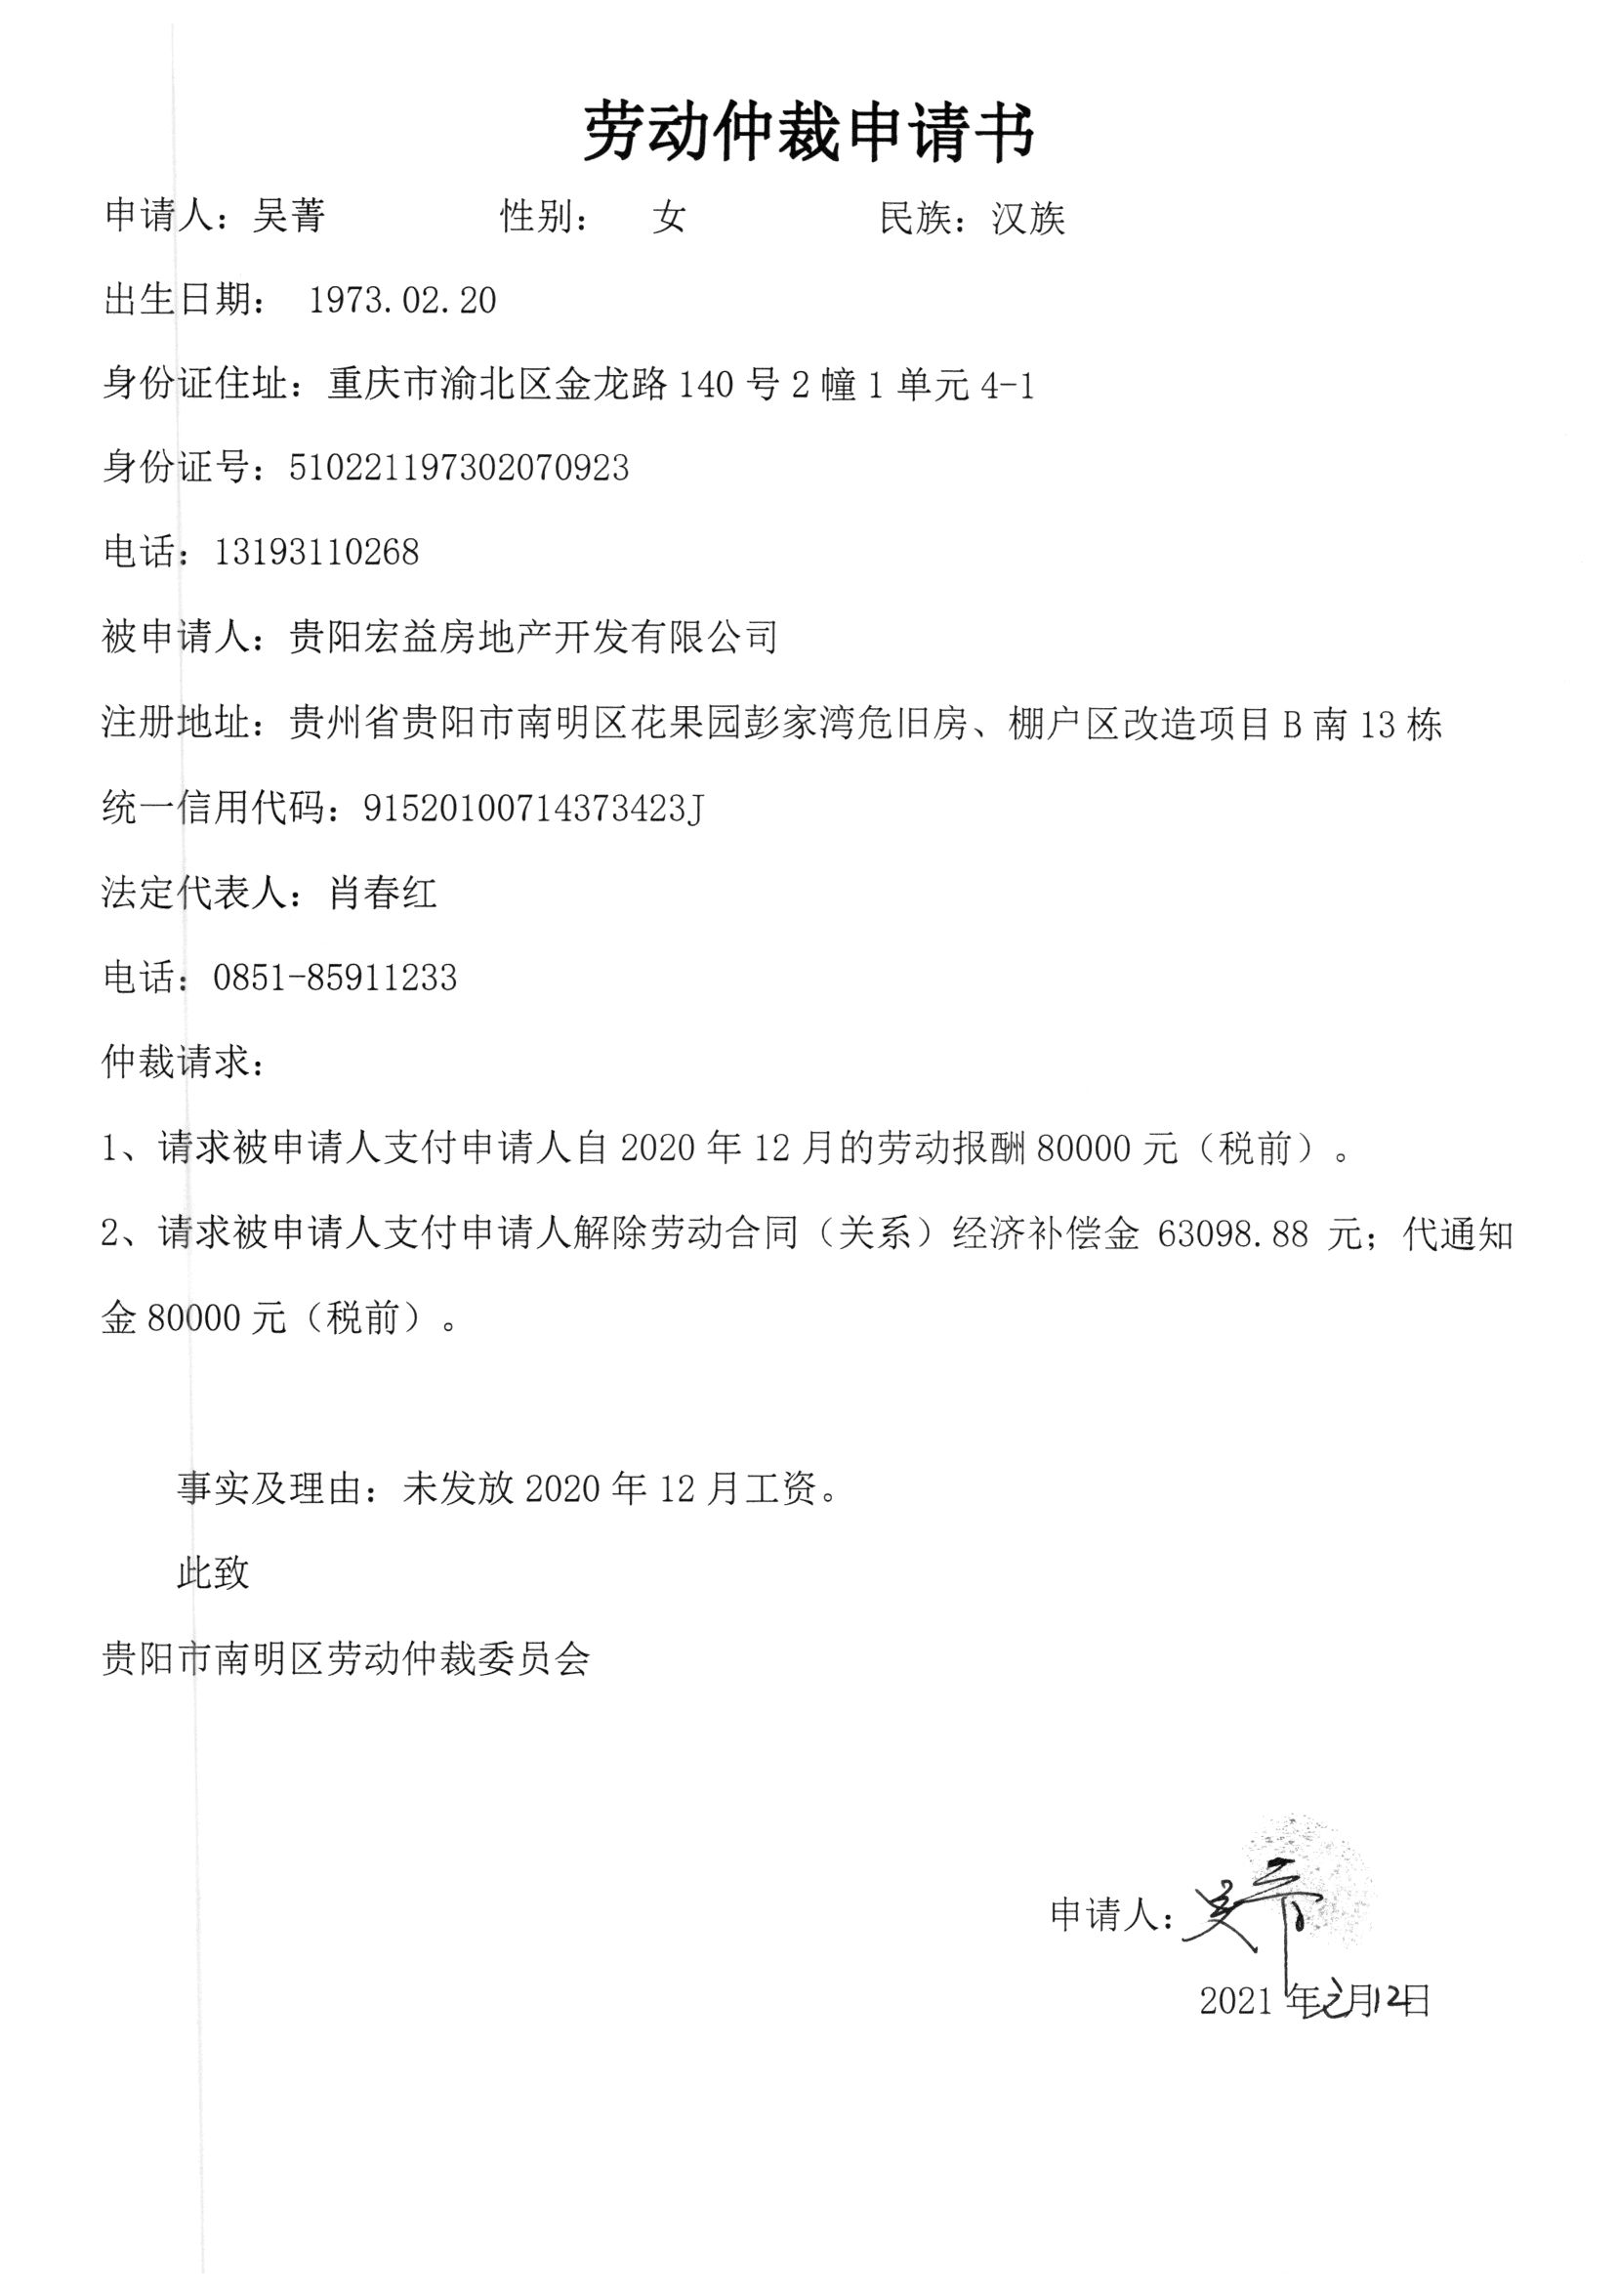 劳动仲裁申请书
申请人：吴菁 性别： 女 民族：汉族
出生日期： 1973.02.20
身份证住址：重庆市渝北区金龙路 140 号 2 幢 1 单元 4-1
身份证号：510221197302070923
电话：13193110268
被申请人：贵阳宏益房地产开发有限公司
注册地址：贵州省贵阳市南明区花果园彭家湾危旧房、棚户区改造项目 B 南 13 栋
统一信用代码：91520100714373423J
法定代表人：肖春红
电话：0851-85911233
仲裁请求：
1、请求被申请人支付申请人自 2020 年 12 月的劳动报酬 80000 元（税前）。
2、请求被申请人支付申请人解除劳动合同（关系）经济补偿金 63098.88 元；代通知
金 80000 元（税前）。
事实及理由：未发放 2020 年 12 月工资。
此致
贵阳市南明区劳动仲裁委员会
申请人：吴菁
2021 年 2 月 12 日